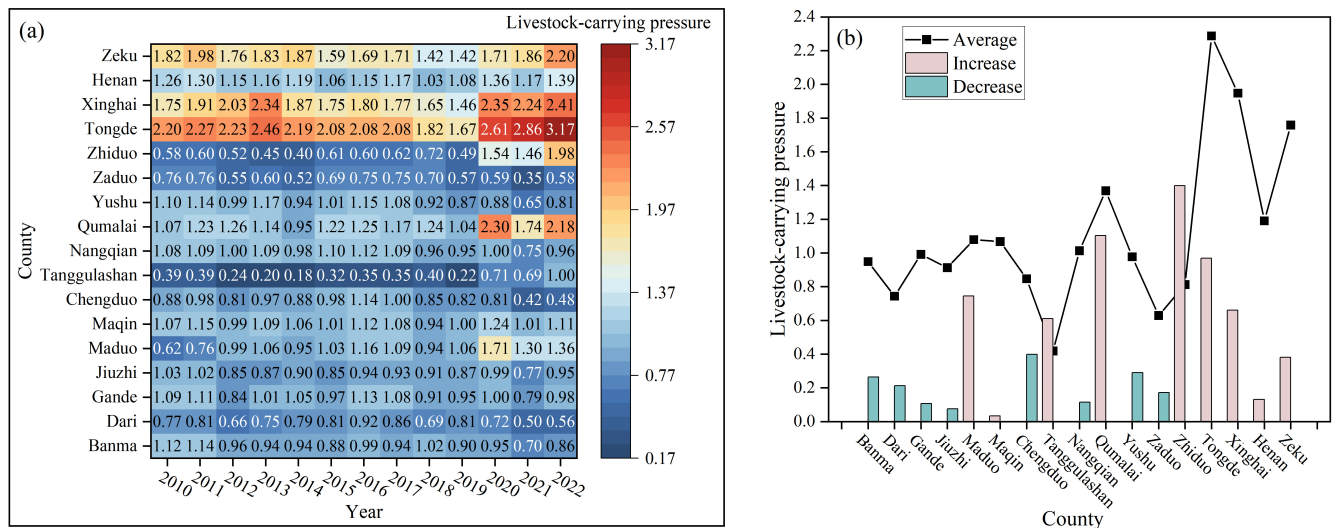 (a)
Livestock-carrying pressure
County
Zeku 1.82 1.98 1.76 1.83 1.87 1.59 1.69 1.71 1.42 1.42 1.71 1.86 2.20
Henan 1.26 1.30 1.15 1.16 1.19 1.06 1.15 1.17 1.03 1.08 1.36 1.17 1.39
Xinghai 1.75 1.91 2.03 2.34 1.87 1.75 1.80 1.77 1.65 1.46 2.35 2.24 2.41
Tongde 2.20 2.27 2.23 2.46 2.19 2.08 2.08 2.08 1.82 1.67 2.61 2.86 3.17
Zhiduo 0.58 0.60 0.52 0.45 0.40 0.61 0.60 0.62 0.72 0.49 1.54 1.46 1.98
Zaduo 0.76 0.76 0.55 0.60 0.52 0.69 0.75 0.75 0.70 0.57 0.59 0.35 0.58
Yushu 1.10 1.14 0.99 1.17 0.94 1.01 1.15 1.08 0.92 0.87 0.88 0.65 0.81
Qumalai 1.07 1.23 1.26 1.14 0.95 1.22 1.25 1.17 1.24 1.04 2.30 1.74 2.18
Nangqian 1.08 1.09 1.00 1.09 0.98 1.10 1.12 1.09 0.96 0.95 1.00 0.75 0.96
Tanggulashan 0.39 0.39 0.24 0.20 0.18 0.32 0.35 0.35 0.40 0.22 0.71 0.69 1.00
Chengduo 0.88 0.98 0.81 0.97 0.88 0.98 1.14 1.00 0.85 0.82 0.81 0.42 0.48
Maqin 1.07 1.15 0.99 1.09 1.06 1.01 1.12 1.08 0.94 1.00 1.24 1.01 1.11
Maduo 0.62 0.76 0.99 1.06 0.95 1.03 1.16 1.09 0.94 1.06 1.71 1.30 1.36
Jiuzhi 1.03 1.02 0.85 0.87 0.90 0.85 0.94 0.93 0.91 0.87 0.99 0.77 0.95
Gande 1.09 1.11 0.84 1.01 1.05 0.97 1.13 1.08 0.91 0.95 1.00 0.79 0.98
Dari 0.77 0.81 0.66 0.75 0.79 0.81 0.92 0.86 0.69 0.81 0.72 0.50 0.56
Banma 1.12 1.14 0.96 0.94 0.94 0.88 0.99 0.94 1.02 0.90 0.95 0.70 0.86
2010 2011 2012 2013 2014 2015 2016 2017 2018 2019 2020 2021 2022
Year
3.17
2.57
1.97
1.37
0.77
0.17
(b)
Average
Increase
Decrease
Livestock-carrying pressure
2.4
2.2
2.0
1.8
1.6
1.4
1.2
1.0
0.8
0.6
0.4
0.2
0.0
Banma Dari Gande Jiuzhi Maduo Maqin Chengduo Tanggulashan Nangqian Qumalai Yushu Zaduo Zhiduo Tongde Xinghai Henan Zeku
County